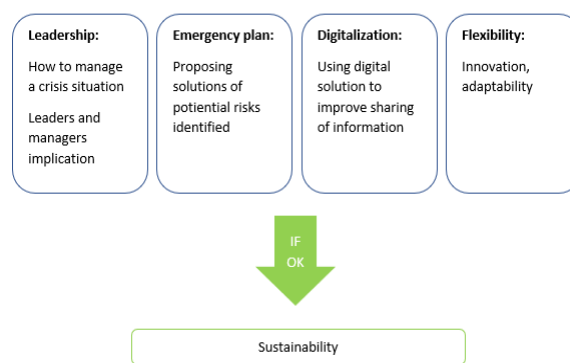 Leadership:
How to manage
a crisis situation
Leaders and
managers
implication
Emergency plan:
Proposing
solutions of
potiential risks
identified
Digitalization:
Using digital
solution to
improve sharing
of information
Flexibility:
Innovation,
adaptability
IF
OK
Sustainability